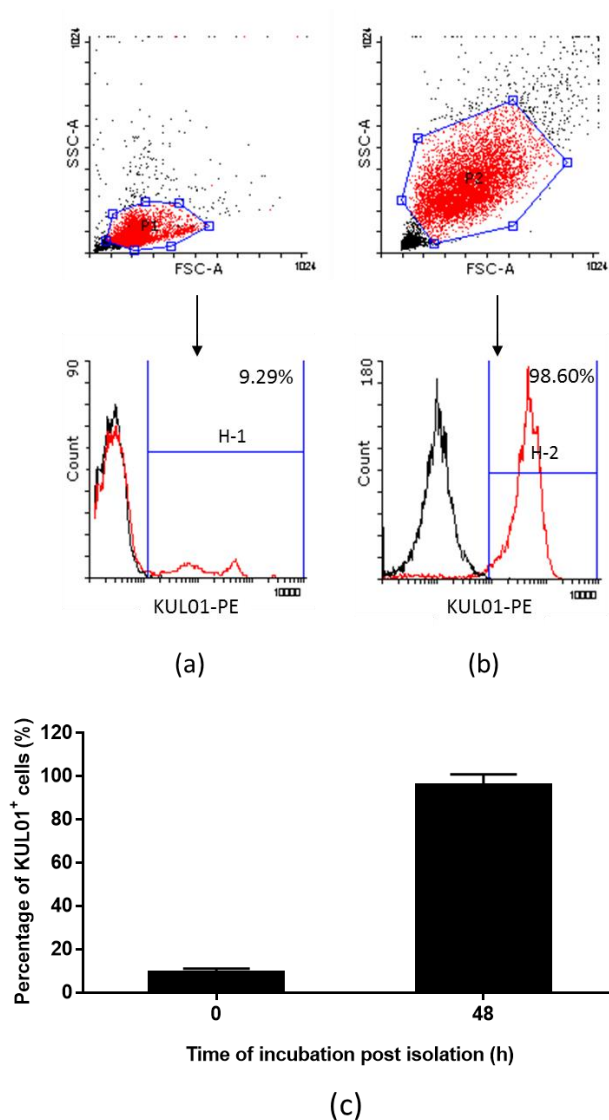 1024
SSC-A
P1
FSC-A
1024
1024
SSC-A
P2
FSC-A
1024
90
9.29%
H-1
Count
10000
KUL01-PE
180
98.60%
H-2
Count
10000
KUL01-PE
(a)
(b)
Percentage of KUL01+ cells (%)
120
100
80
60
40
20
0
0
48
Time of incubation post isolation (h)
(c)